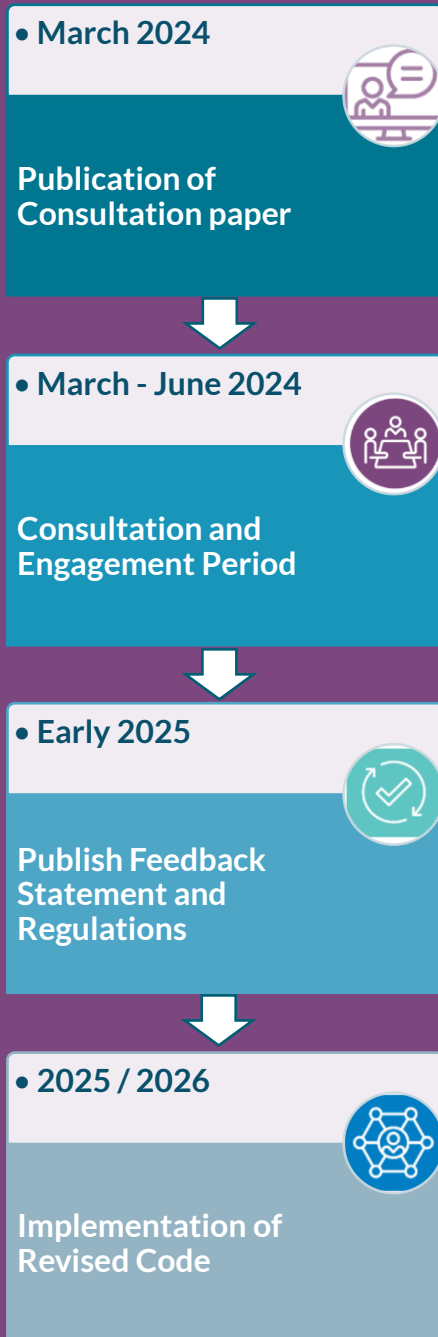 • March 2024
Publication of
Consultation paper
• March - June 2024
Consultation and
Engagement Period
• Early 2025
Publish Feedback
Statement and
Regulations
• 2025 / 2026
Implementation of
Revised Code